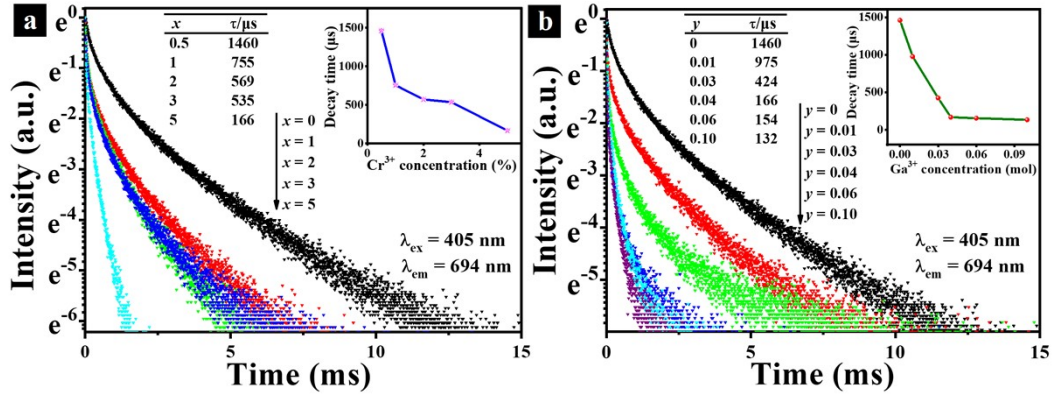 a
x τ/μs
0.5 1460
1 755
2 569
3 535
5 166
x = 0
x = 1
x = 2
x = 3
x = 5
λex = 405 nm
λem = 694 nm
Decay time (μs)
1500
1000
500
0
0 2 4
Cr3+ concentration (%)
Intensity (a.u.)
e0
e-1
e-2
e-3
e-4
e-5
e-6
0 5 10 15
Time (ms)
b
y τ/μs
0 1460
0.01 975
0.03 424
0.04 166
0.06 154
0.10 132
y = 0
y = 0.01
y = 0.03
y = 0.04
y = 0.06
y = 0.10
λex = 405 nm
λem = 694 nm
Decay time (μs)
1500
1000
500
0
0.00 0.03 0.06 0.09
Ga3+ concentration (mol)
Intensity (a.u.)
e0
e-1
e-2
e-3
e-4
e-5
0 5 10 15
Time (ms)